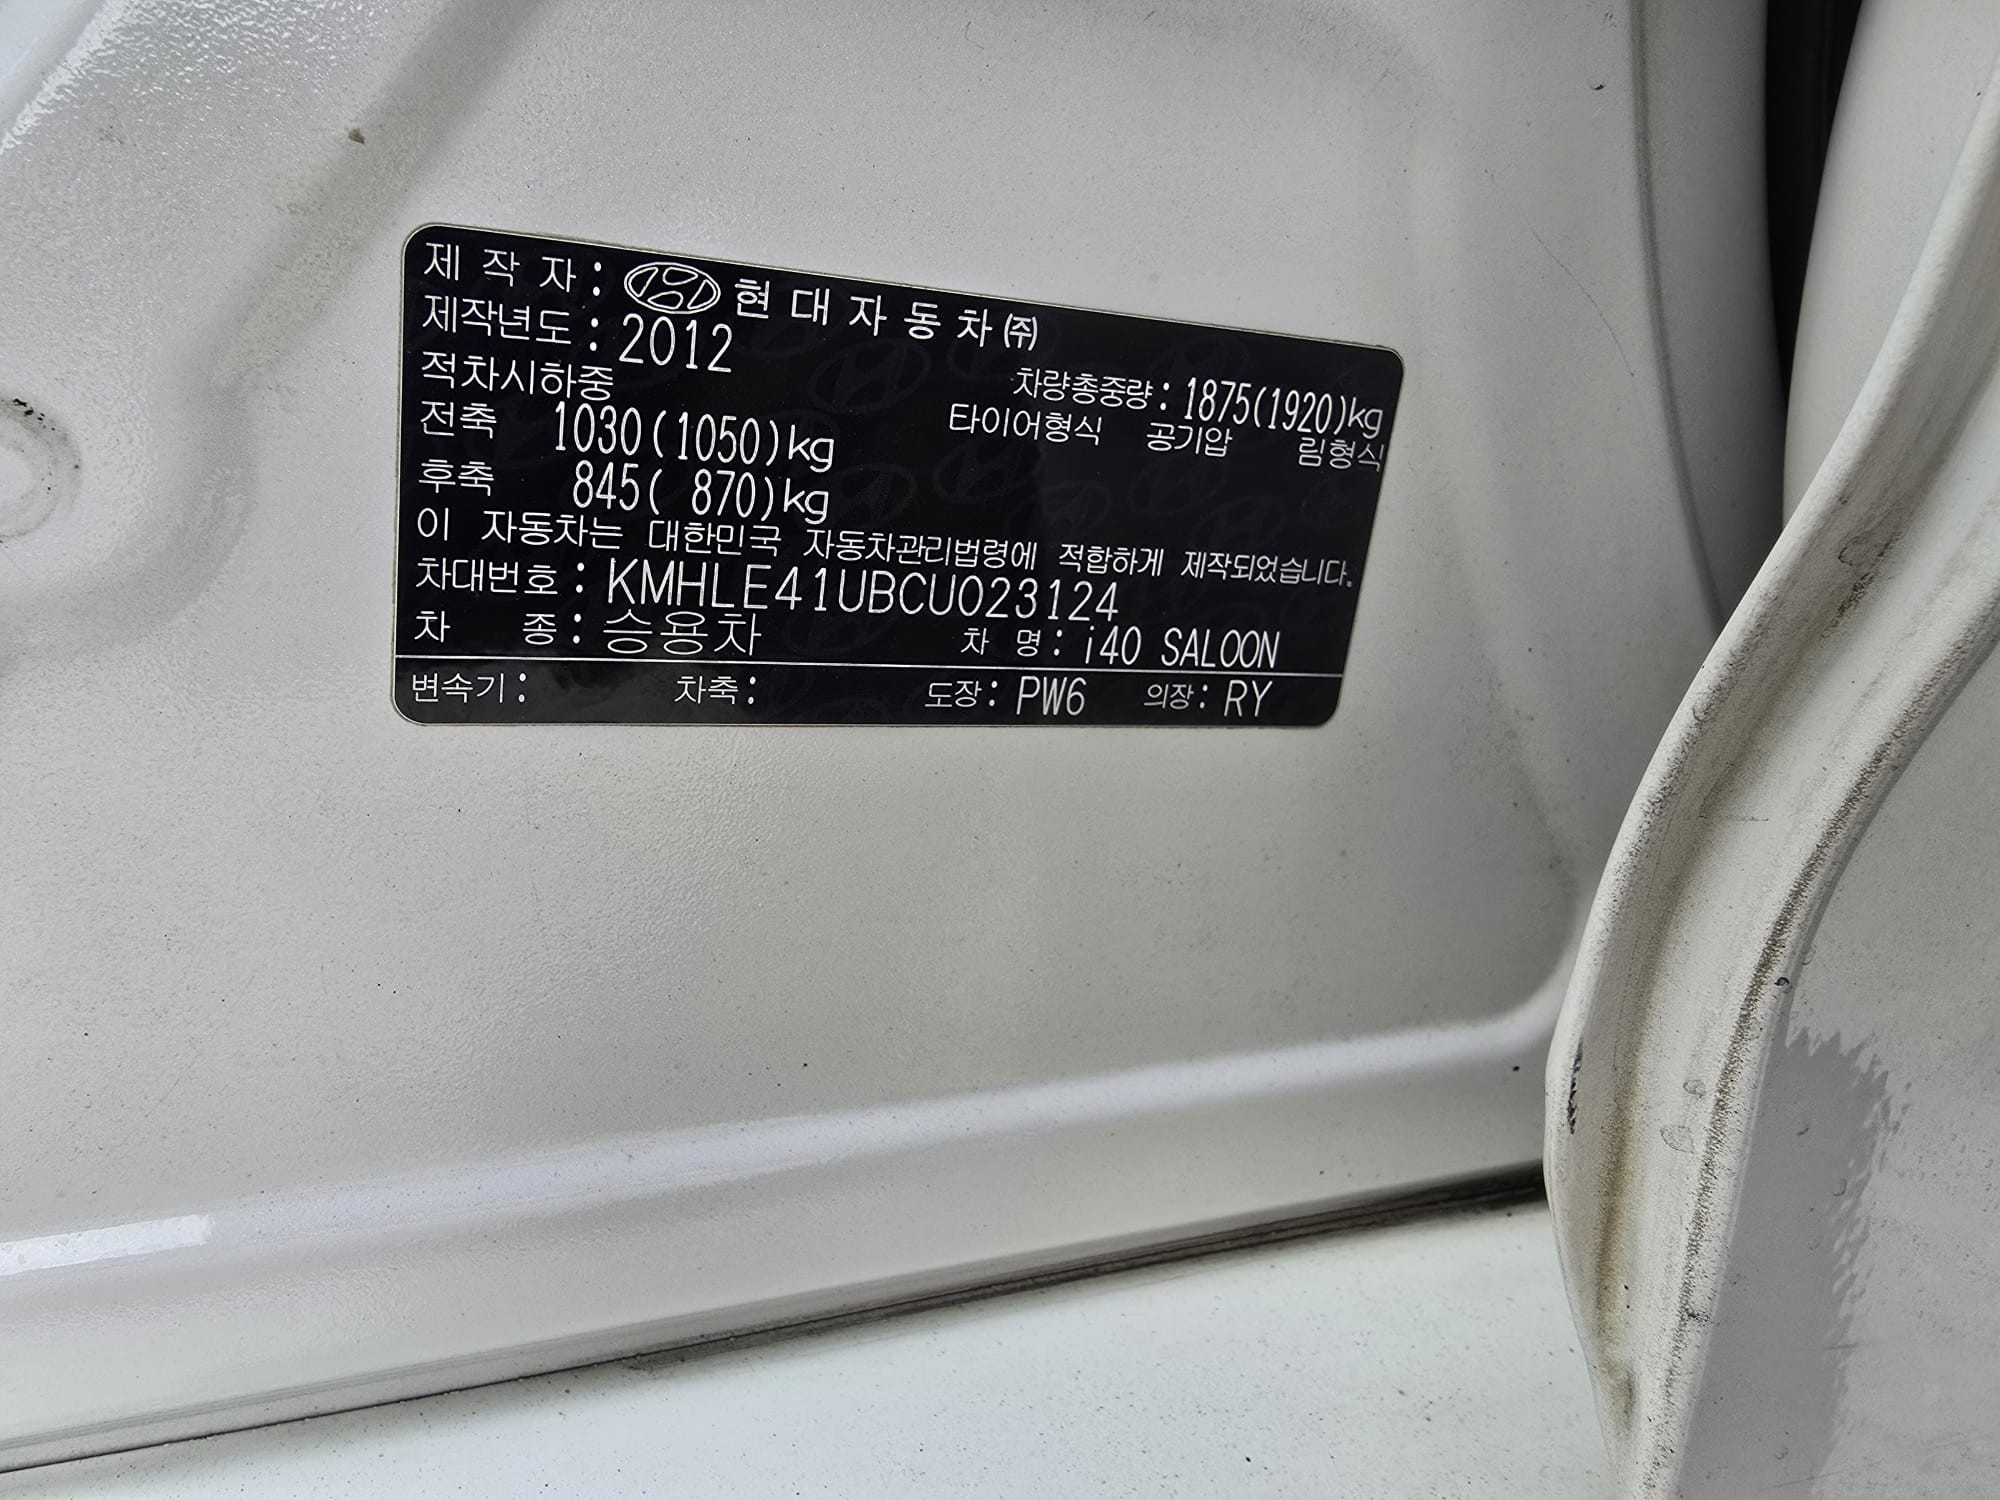 제 작 자 : 현 대 자 동 차 ㈜
제작년도 : 2012
적차시하중 차량총중량 : 1875(1920)kg
전축 1030(1050)kg 타이어형식 공기압 림형식
후축 845( 870)kg
이 자동차는 대한민국 자동차관리법령에 적합하게 제작되었습니다.
차대번호 : KMHLE41UBCU023124
차 종 : 승용차 차 명 : i40 SALOON
변속기 : 차축 : 도장 : PW6 의장 : RY